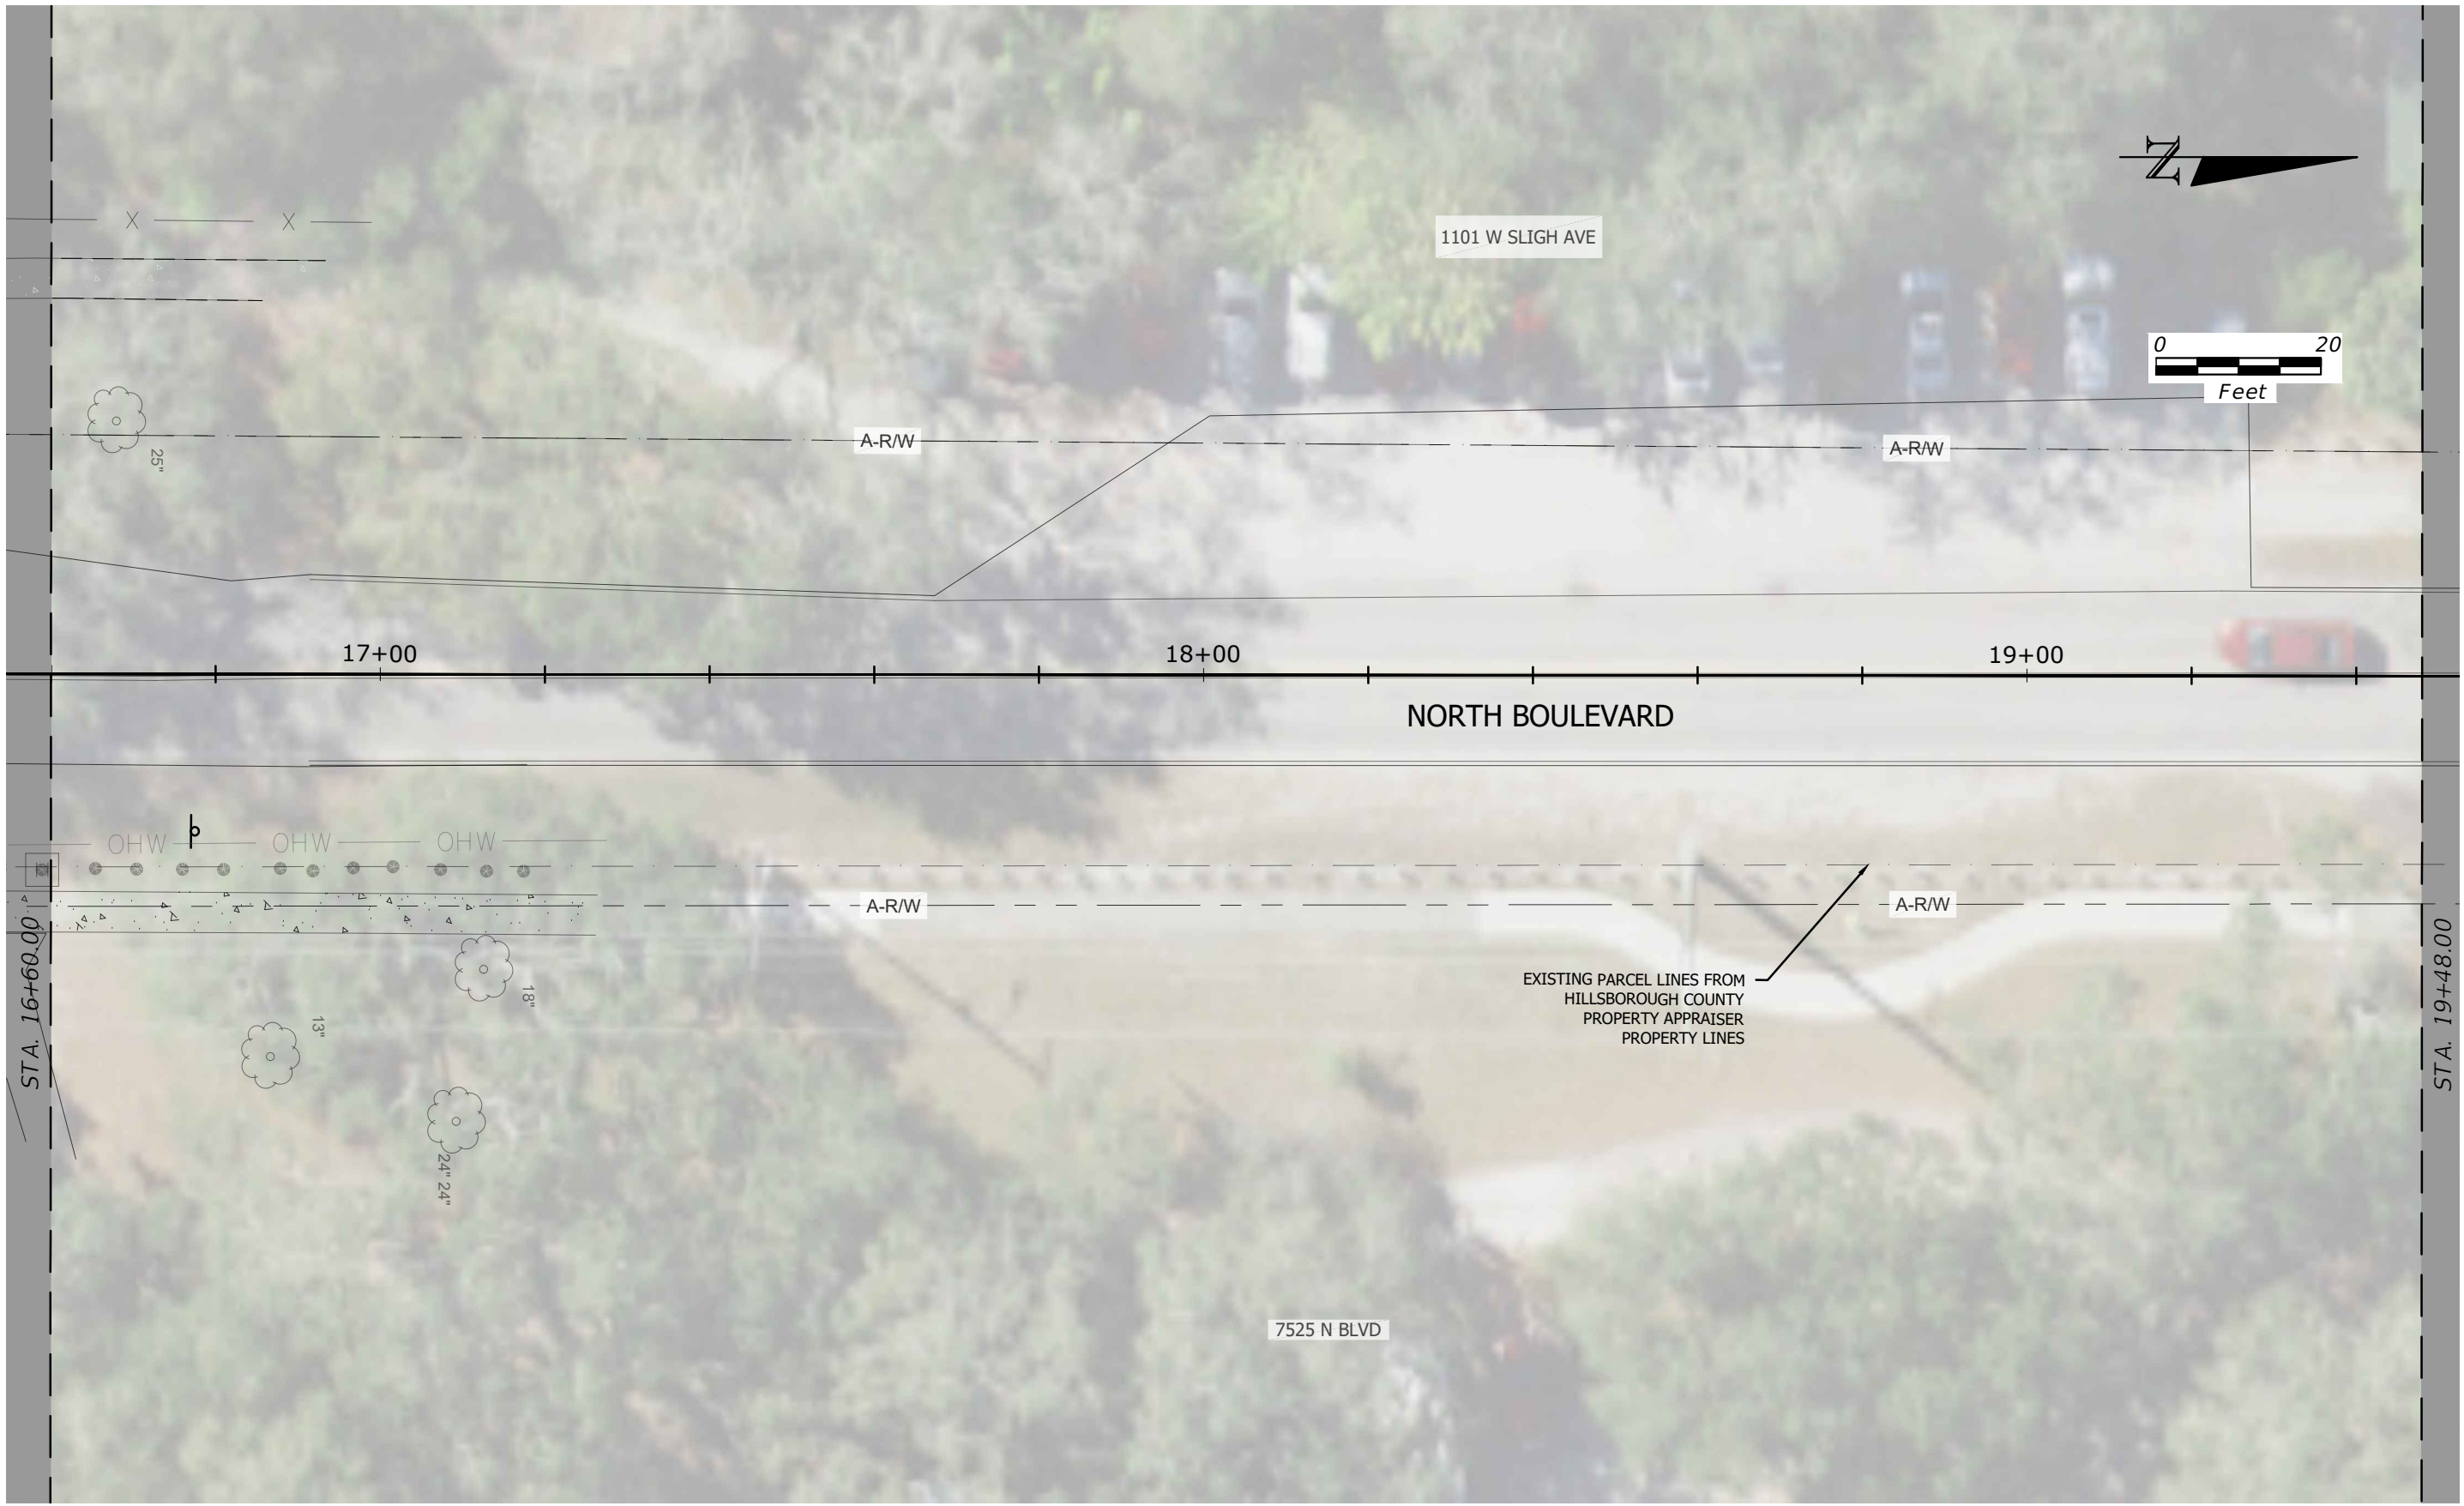 N
X X
1101 W SLIGH AVE
0 20
Feet
25"
A-R/W
A-R/W
17+00
18+00
19+00
NORTH BOULEVARD
OHW
OHW
OHW
A-R/W
A-R/W
STA. 16+60.00
STA. 19+48.00
EXISTING PARCEL LINES FROM
HILLSBOROUGH COUNTY
PROPERTY APPRAISER
PROPERTY LINES
18"
13"
24" 24"
7525 N BLVD